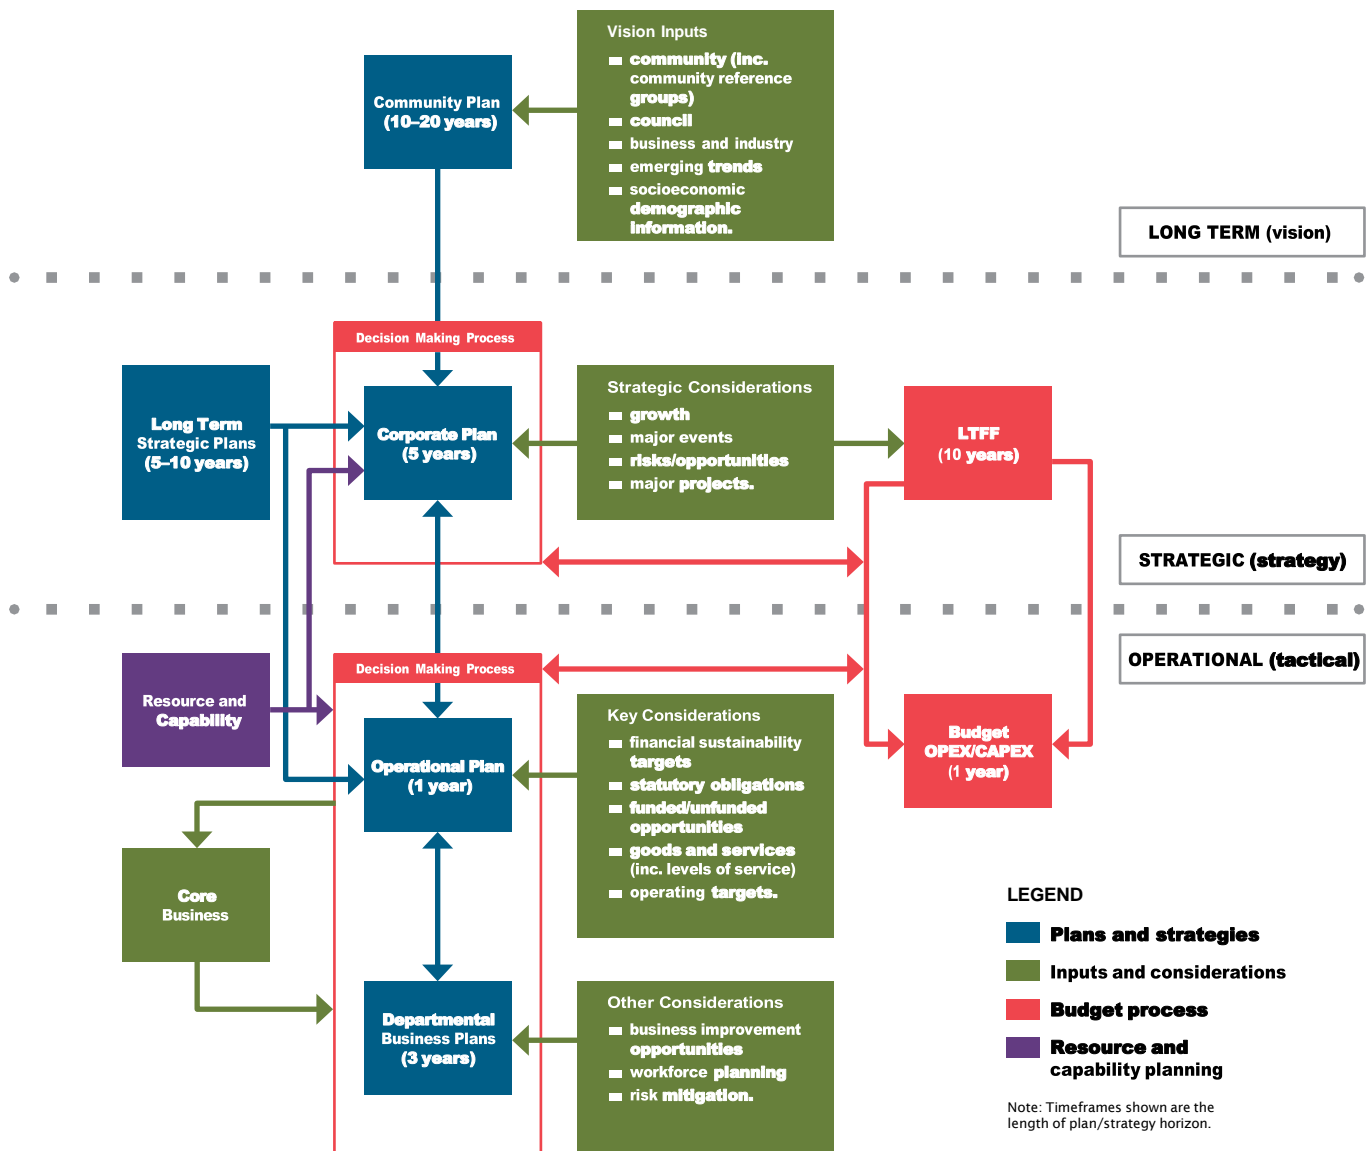 Vision Inputs
community (inc.
community reference
groups)
council
business and industry
emerging trends
socioeconomic
demographic
information.
Community Plan
(10–20 years)
LONG TERM (vision)
Decision Making Process
Long Term
Strategic Plans
(5–10 years)
Corporate Plan
(5 years)
Strategic Considerations
growth
major events
risks/opportunities
major projects.
LTFF
(10 years)
STRATEGIC (strategy)
OPERATIONAL (tactical)
Decision Making Process
Resource and
Capability
Operational Plan
(1 year)
Key Considerations
financial sustainability
targets
statutory obligations
funded/unfunded
opportunities
goods and services
(inc. levels of service)
operating targets.
Budget
OPEX/CAPEX
(1 year)
Core
Business
Departmental
Business Plans
(3 years)
Other Considerations
business improvement
opportunities
workforce planning
risk mitigation.
LEGEND
Plans and strategies
Inputs and considerations
Budget process
Resource and
capability planning
Note: Timeframes shown are the
length of plan/strategy horizon.